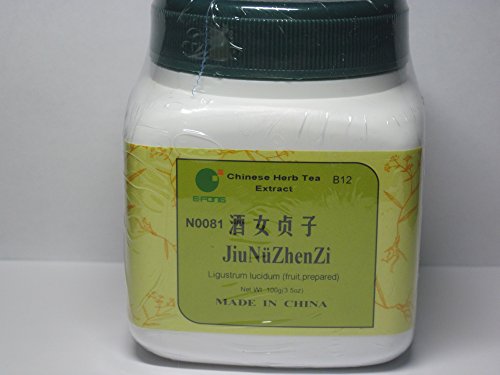 Chinese Herb Tea B12
Extract
E·FONG
N0081 酒女贞子
JiuNüZhenZi
Ligustrum lucidum (fruit,prepared)
Net Wt. 100g(3.5oz)
MADE IN CHINA